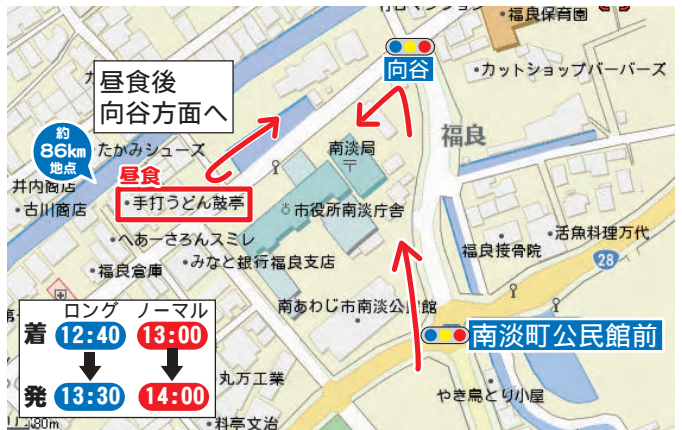 福良保育園
向谷
カットショップバーバーズ
昼食後
向谷方面へ
約
86km
地点
たかみシューズ
南淡局
福良
昼食
井内商店
古川商店
手打うどん鼓亭
市役所南淡庁舎
へあーさろんスミレ
福良倉庫
みなと銀行福良支店
福良接骨院
活魚料理万代
28
南あわじ市南淡公民館
南淡町公民館前
ロング ノーマル
着 12:40 13:00
発 13:30 14:00
丸万工業
やき鳥とり小屋
料亭文治
80m